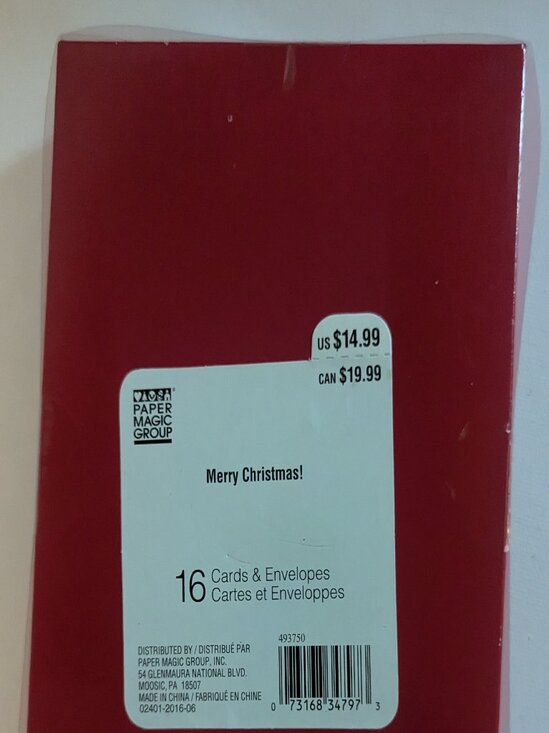 US $14.99
CAN $19.99
PAPER
MAGIC
GROUP
Merry Christmas!
16 Cards & Envelopes
Cartes et Enveloppes
DISTRIBUTED BY / DISTRIBUÉ PAR
PAPER MAGIC GROUP, INC.
54 GLENMAURA NATIONAL BLVD.
MOOSIC, PA 18507
MADE IN CHINA / FABRIQUÉ EN CHINE
02401-2016-06
493750
0 73168 34797 3